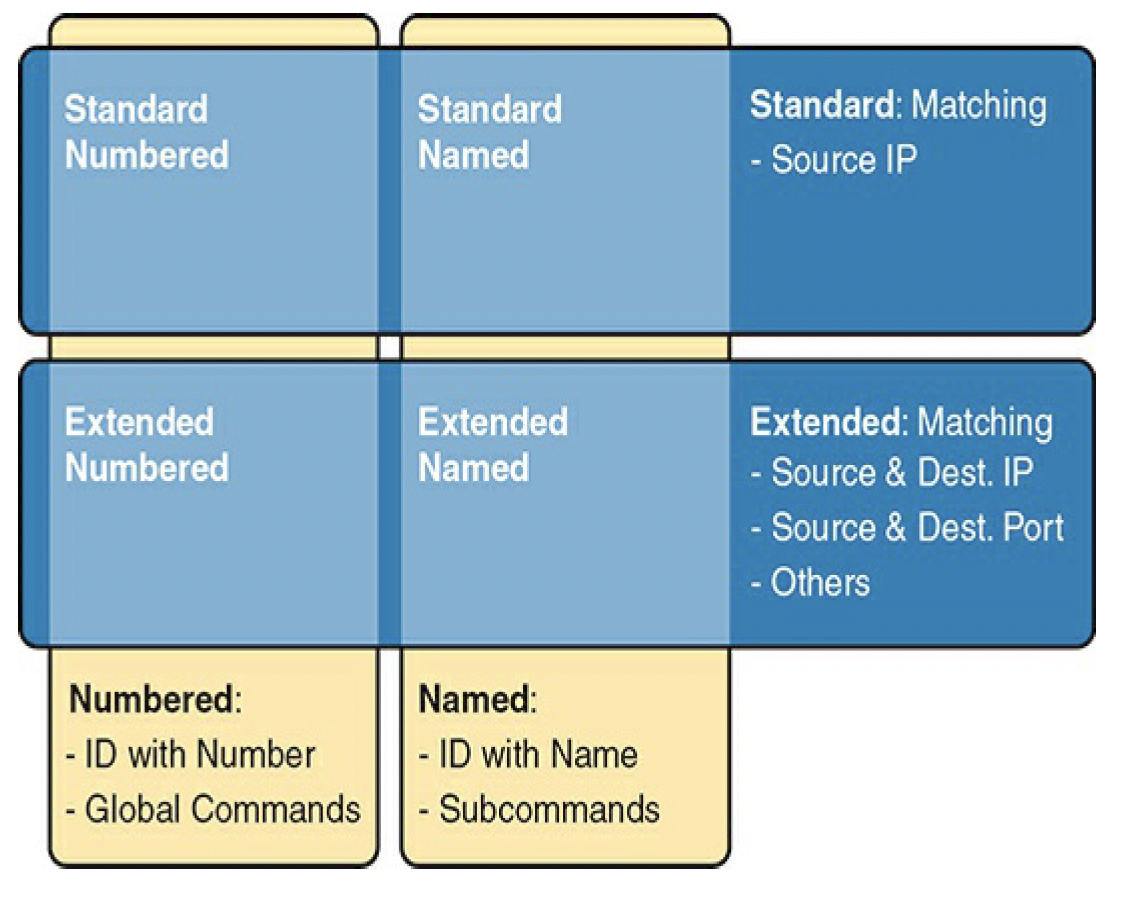 Standard
Numbered
Standard
Named
Standard: Matching
- Source IP
Extended
Numbered
Extended
Named
Extended: Matching
- Source & Dest. IP
- Source & Dest. Port
- Others
Numbered:
- ID with Number
- Global Commands
Named:
- ID with Name
- Subcommands